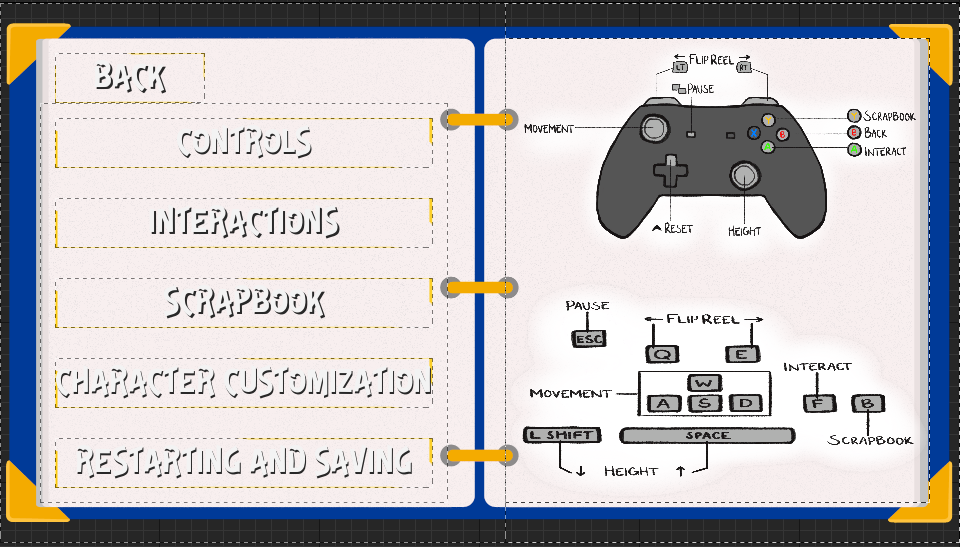 BACK
CONTROLS
INTERACTIONS
SCRAPBOOK
CHARACTER CUSTOMIZATION
RESTARTING AND SAVING
← FLIP REEL →
LT
RT
PAUSE
MOVEMENT
Y
SCRAPBOOK
X
B
B
BACK
INTERACT
^ RESET
HEIGHT
PAUSE
ESC
← FLIP REEL →
Q
E
INTERACT
MOVEMENT
W
A S D
F
B
SCRAPBOOK
L SHIFT
SPACE
↓ HEIGHT ↑